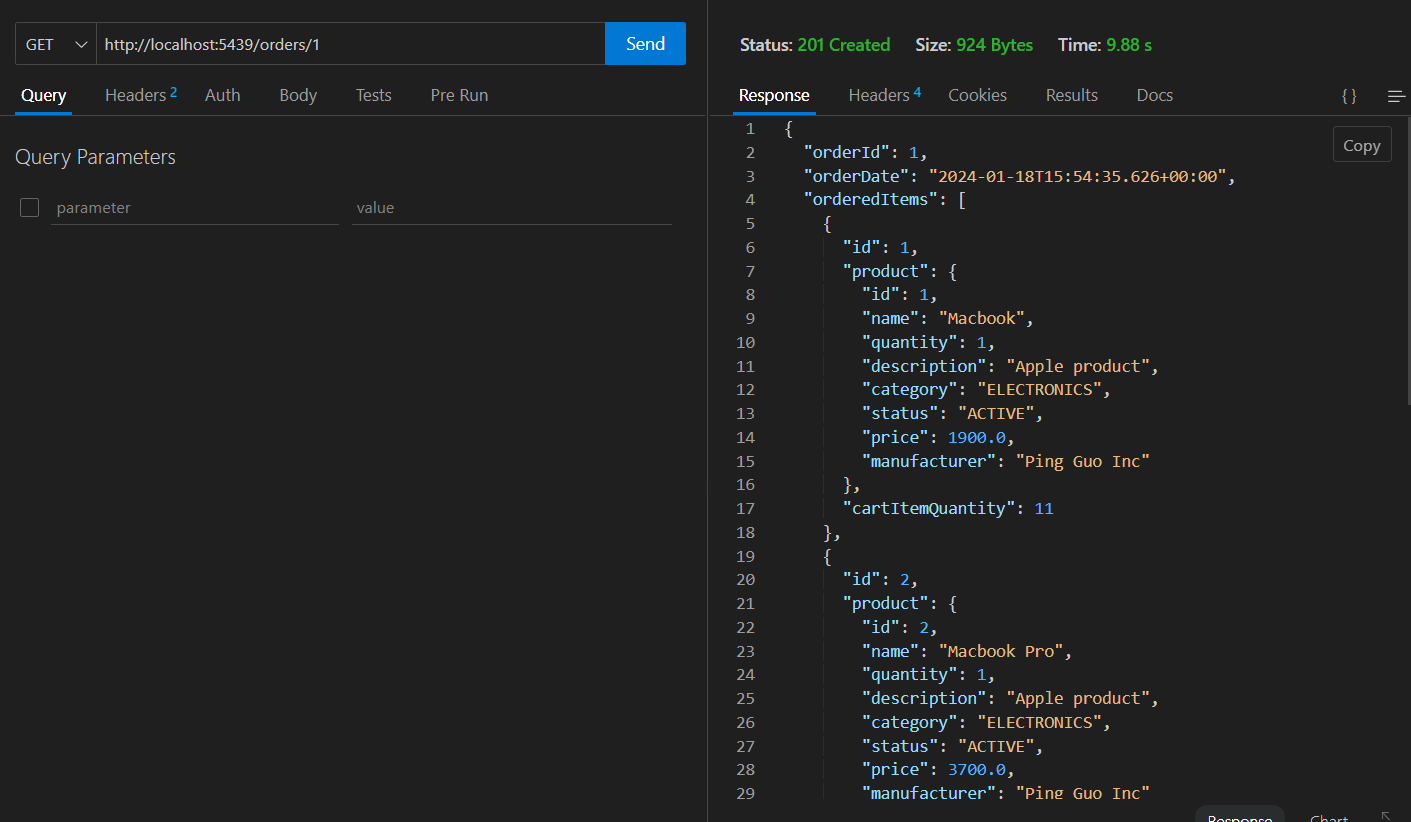 GET http://localhost:5439/orders/1 Send
Query Headers 2 Auth Body Tests Pre Run
Query Parameters
parameter value
Status: 201 Created Size: 924 Bytes Time: 9.88 s
Response Headers 4 Cookies Results Docs { }
Copy
1 {
2 "orderId": 1,
3 "orderDate": "2024-01-18T15:54:35.626+00:00",
4 "orderedItems": [
5 {
6 "id": 1,
7 "product": {
8 "id": 1,
9 "name": "Macbook",
10 "quantity": 1,
11 "description": "Apple product",
12 "category": "ELECTRONICS",
13 "status": "ACTIVE",
14 "price": 1900.0,
15 "manufacturer": "Ping Guo Inc"
16 },
17 "cartItemQuantity": 11
18 },
19 {
20 "id": 2,
21 "product": {
22 "id": 2,
23 "name": "Macbook Pro",
24 "quantity": 1,
25 "description": "Apple product",
26 "category": "ELECTRONICS",
27 "status": "ACTIVE",
28 "price": 3700.0,
29 "manufacturer": "Ping Guo Inc"
Response Chart